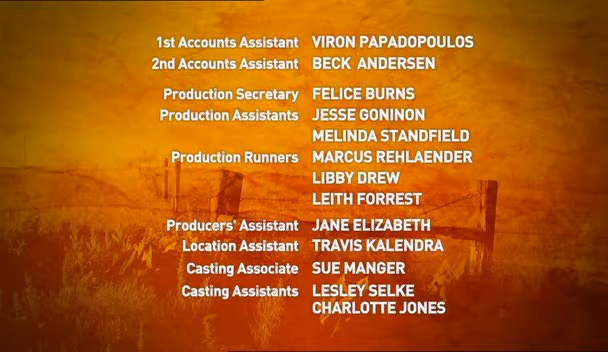 1st Accounts Assistant VIRON PAPADOPOULOS
2nd Accounts Assistant BECK ANDERSEN
Production Secretary FELICE BURNS
Production Assistants JESSE GONINON
MELINDA STANDFIELD
Production Runners MARCUS REHLAENDER
LIBBY DREW
LEITH FORREST
Producers' Assistant JANE ELIZABETH
Location Assistant TRAVIS KALENDRA
Casting Associate SUE MANGER
Casting Assistants LESLEY SELKE
CHARLOTTE JONES